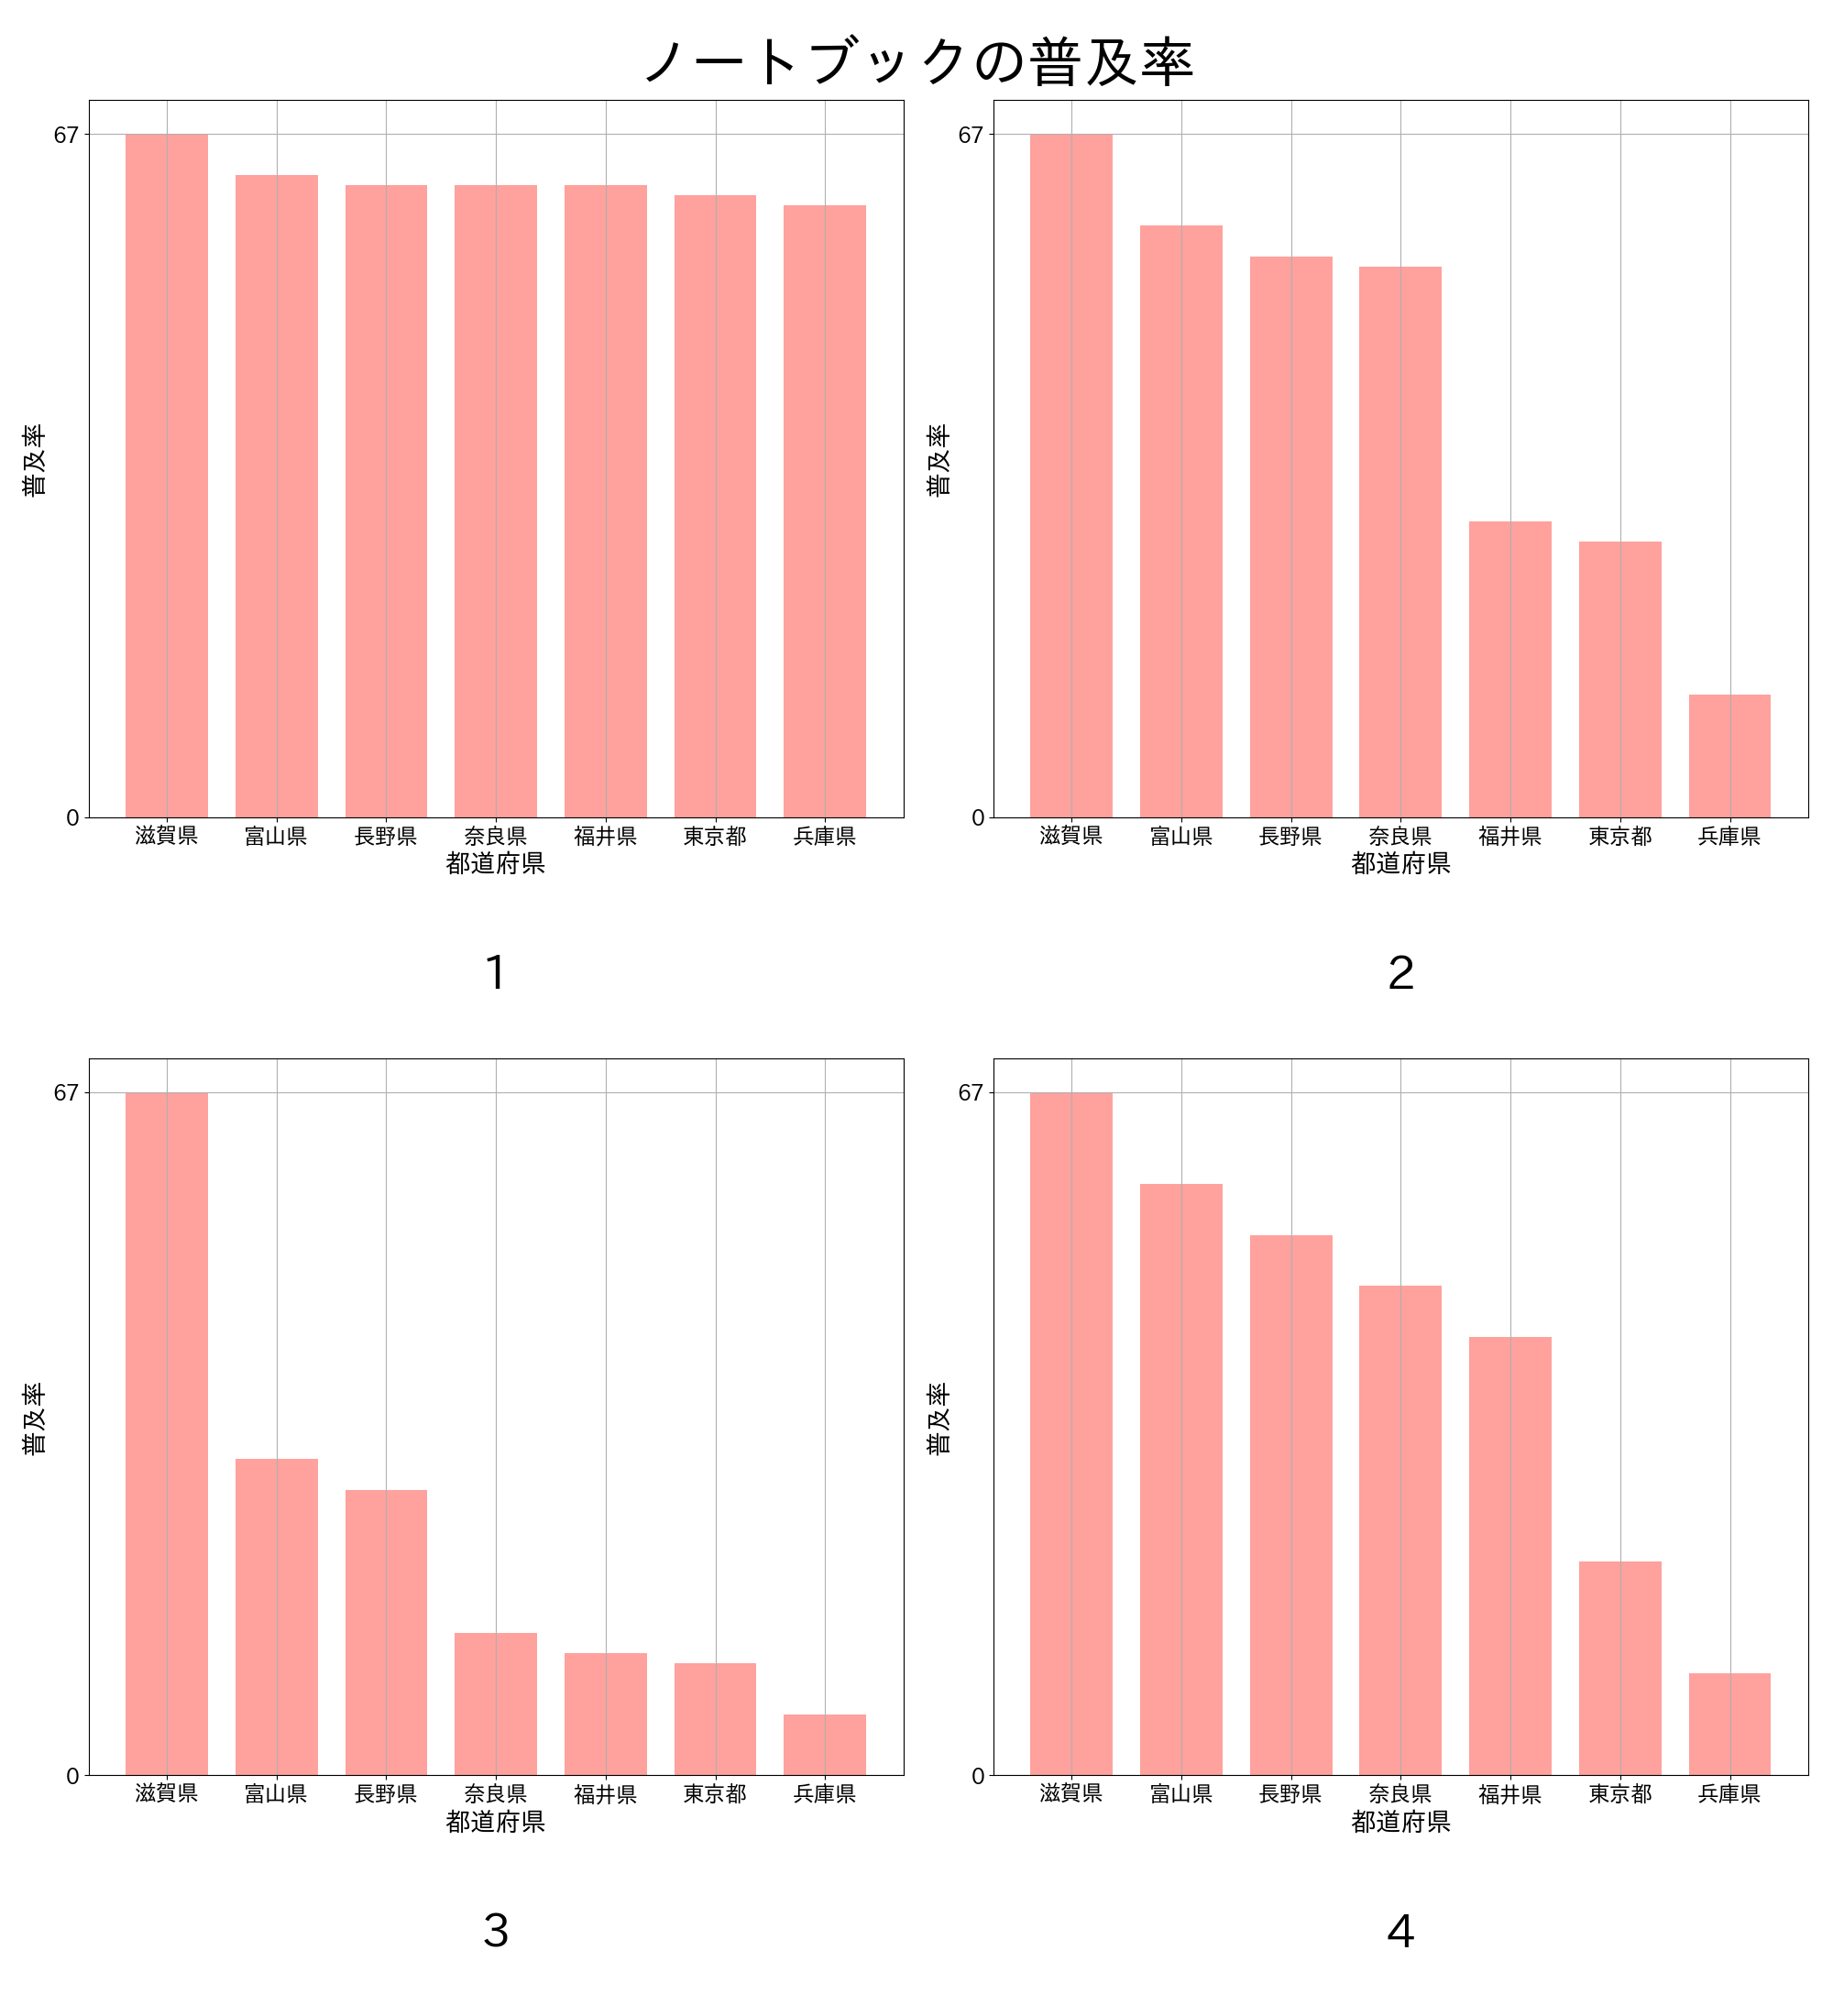 ノートブックの普及率
67
0
普及率
滋賀県 富山県 長野県 奈良県 福井県 東京都 兵庫県
都道府県
1
67
0
普及率
滋賀県 富山県 長野県 奈良県 福井県 東京都 兵庫県
都道府県
2
67
0
普及率
滋賀県 富山県 長野県 奈良県 福井県 東京都 兵庫県
都道府県
3
67
0
普及率
滋賀県 富山県 長野県 奈良県 福井県 東京都 兵庫県
都道府県
4